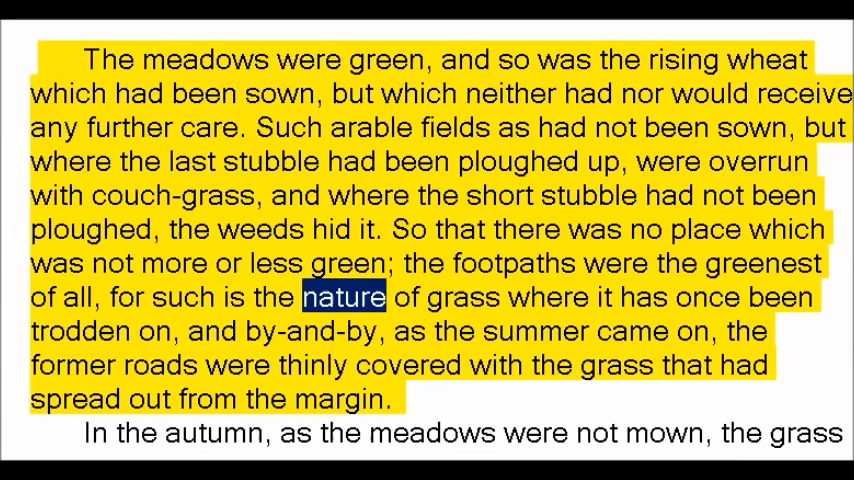 The meadows were green, and so was the rising wheat
which had been sown, but which neither had nor would receive
any further care. Such arable fields as had not been sown, but
where the last stubble had been ploughed up, were overrun
with couch-grass, and where the short stubble had not been
ploughed, the weeds hid it. So that there was no place which
was not more or less green; the footpaths were the greenest
of all, for such is the nature of grass where it has once been
trodden on, and by-and-by, as the summer came on, the
former roads were thinly covered with the grass that had
spread out from the margin.
In the autumn, as the meadows were not mown, the grass